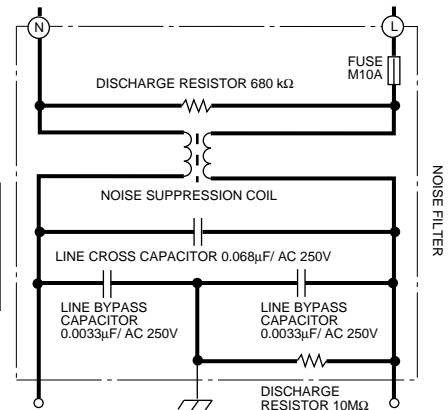 N
L
FUSE
M10A
DISCHARGE RESISTOR 680 kΩ
NOISE SUPPRESSION COIL
NOISE FILTER
LINE CROSS CAPACITOR 0.068µF/ AC 250V
LINE BYPASS
CAPACITOR
0.0033µF/ AC 250V
LINE BYPASS
CAPACITOR
0.0033µF/ AC 250V
DISCHARGE
RESISTOR 10MΩ